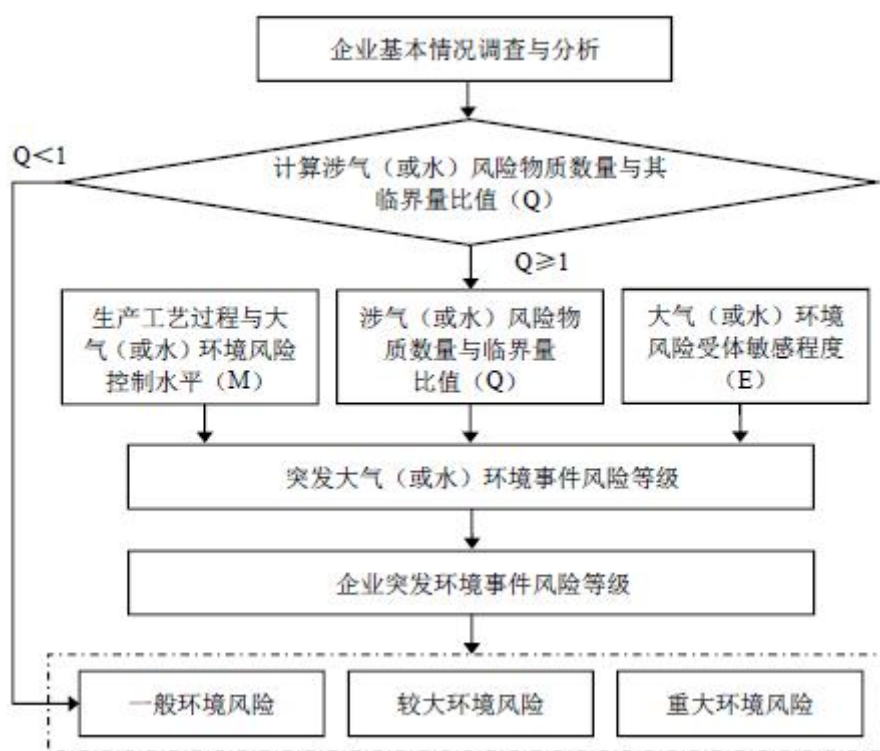 企业基本情况调查与分析
Q＜1
计算涉气（或水）风险物质数量与其
临界量比值（Q）
Q≥1
生产工艺过程与大
气（或水）环境风险
控制水平（M）
涉气（或水）风险物
质数量与临界量
比值（Q）
大气（或水）环境
风险受体敏感程度
（E）
突发大气（或水）环境事件风险等级
企业突发环境事件风险等级
一般环境风险
较大环境风险
重大环境风险